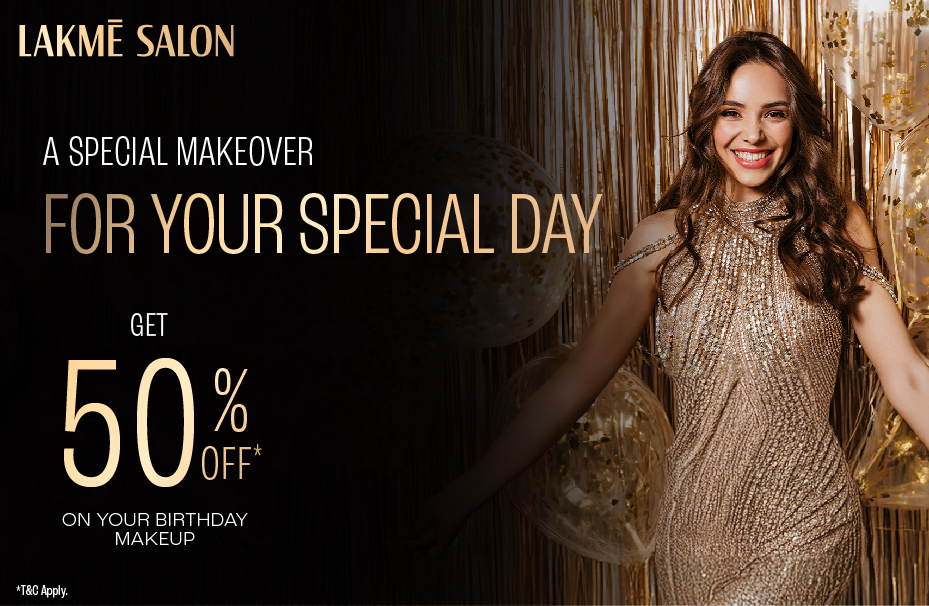 LAKMĒ SALON
A SPECIAL MAKEOVER
FOR YOUR SPECIAL DAY
GET
50%
OFF*
ON YOUR BIRTHDAY
MAKEUP
*T&C Apply.